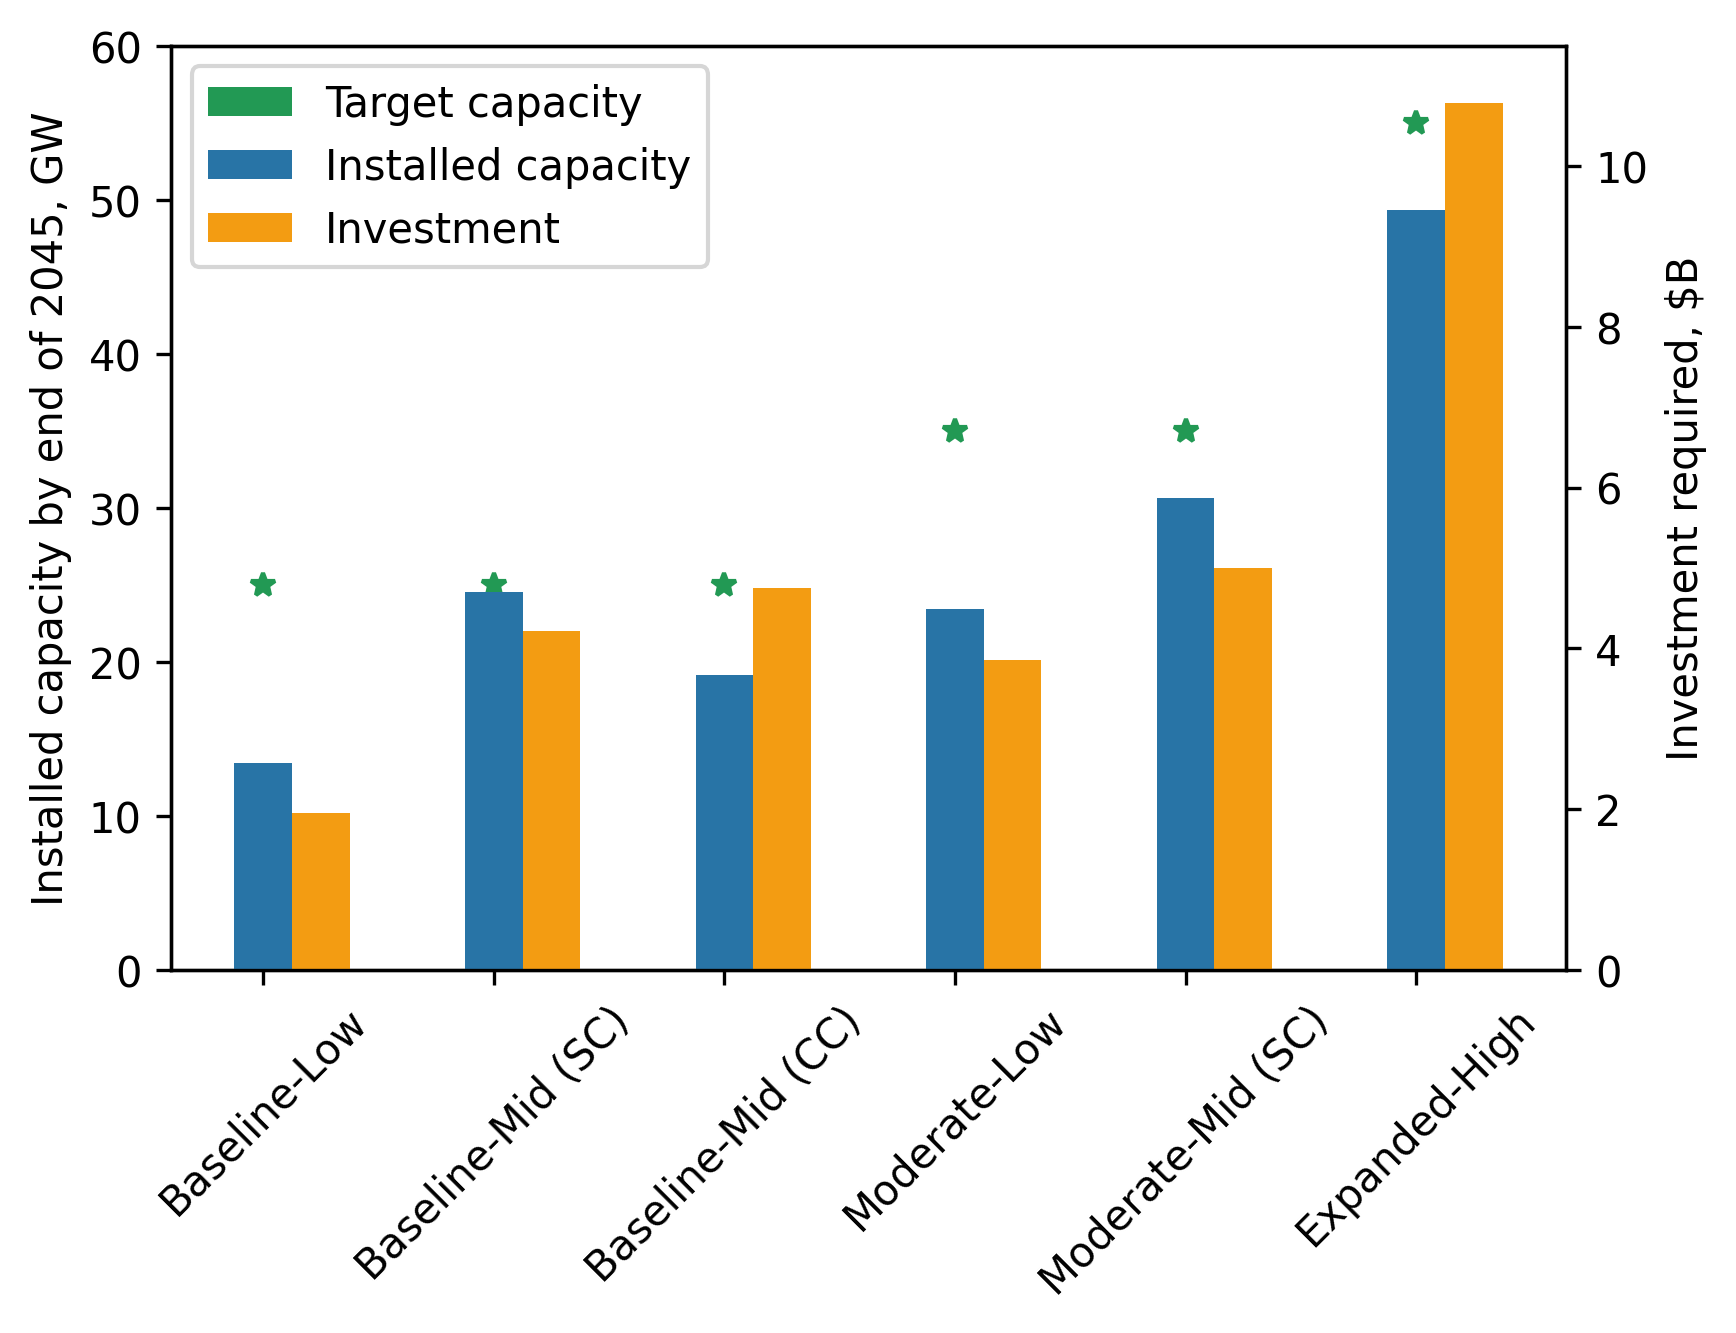 60
50
40
30
20
10
0
Installed capacity by end of 2045, GW
Target capacity
Installed capacity
Investment
10
8
6
4
2
0
Investment required, $B
Baseline-Low
Baseline-Mid (SC)
Baseline-Mid (CC)
Moderate-Low
Moderate-Mid (SC)
Expanded-High